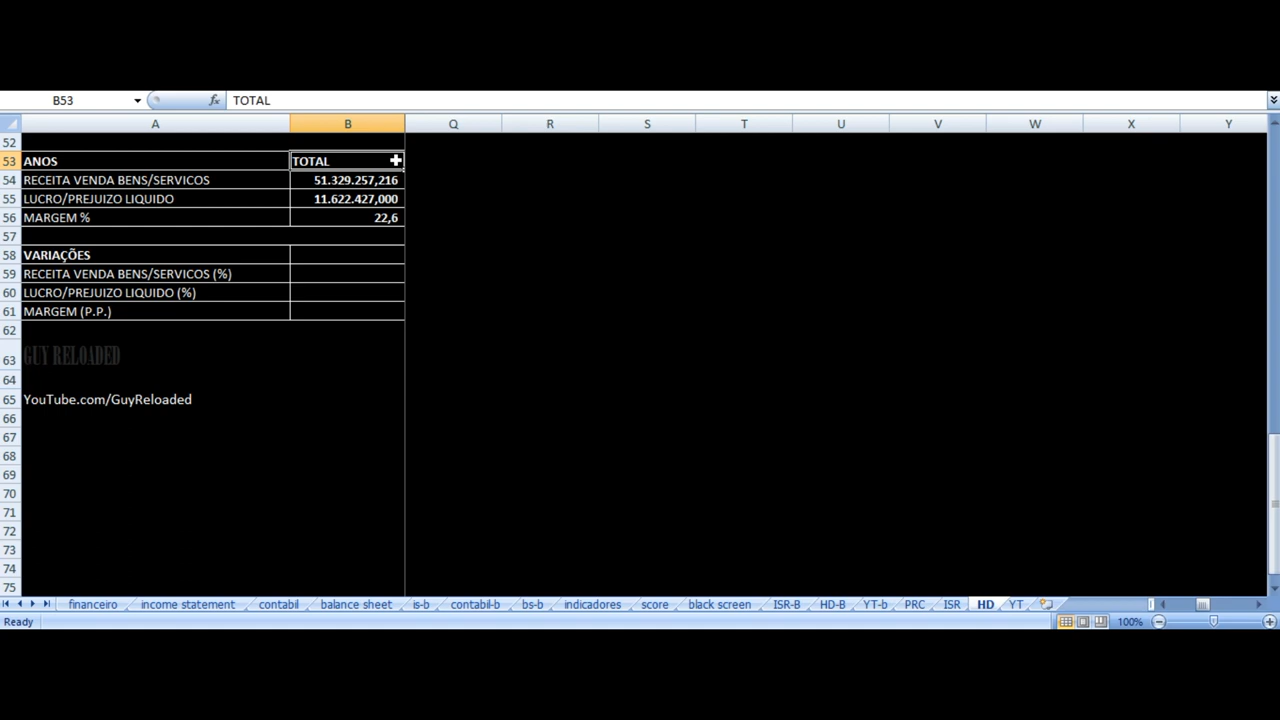 B53 fx TOTAL
A B Q R S T U V W X Y
52
53 ANOS TOTAL
54 RECEITA VENDA BENS/SERVICOS 51.329.257,216
55 LUCRO/PREJUIZO LIQUIDO 11.622.427,000
56 MARGEM % 22,6
57
58 VARIAÇÕES
59 RECEITA VENDA BENS/SERVICOS (%)
60 LUCRO/PREJUIZO LIQUIDO (%)
61 MARGEM (P.P.)
62
63 GUY RELOADED
64
65 YouTube.com/GuyReloaded
66
67
68
69
70
71
72
73
74
75
financeiro income statement contabil balance sheet is-b contabil-b bs-b indicadores score black screen ISR-B HD-B YT-b PRC ISR HD YT
Ready 100%